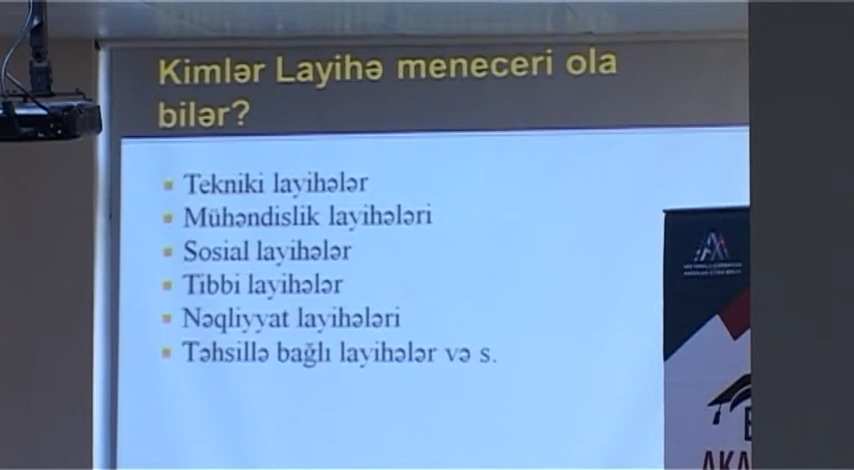 Kimlər Layihə meneceri ola
bilər?
Tekniki layihələr
Mühəndislik layihələri
Sosial layihələr
Tibbi layihələr
Nəqliyyat layihələri
Təhsillə bağlı layihələr və s.